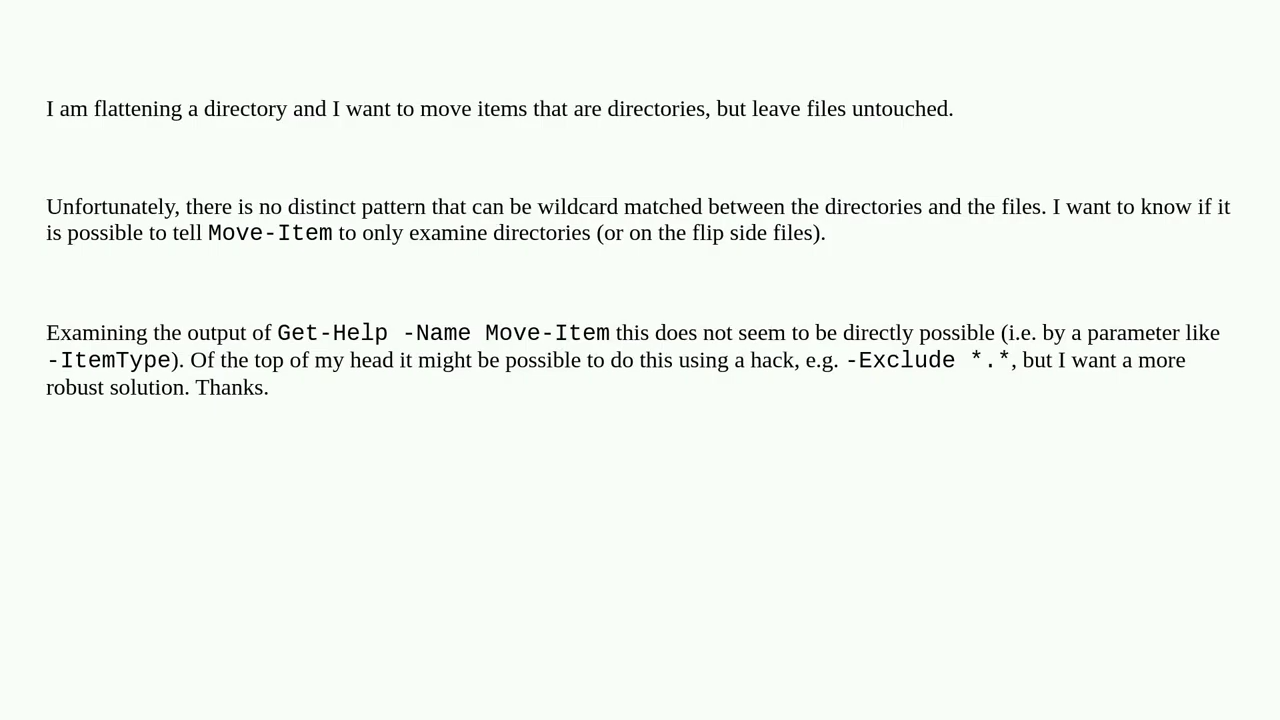 I am flattening a directory and I want to move items that are directories, but leave files untouched.
Unfortunately, there is no distinct pattern that can be wildcard matched between the directories and the files. I want to know if it
is possible to tell Move-Item to only examine directories (or on the flip side files).
Examining the output of Get-Help -Name Move-Item this does not seem to be directly possible (i.e. by a parameter like
-ItemType). Of the top of my head it might be possible to do this using a hack, e.g. -Exclude *.*, but I want a more
robust solution. Thanks.